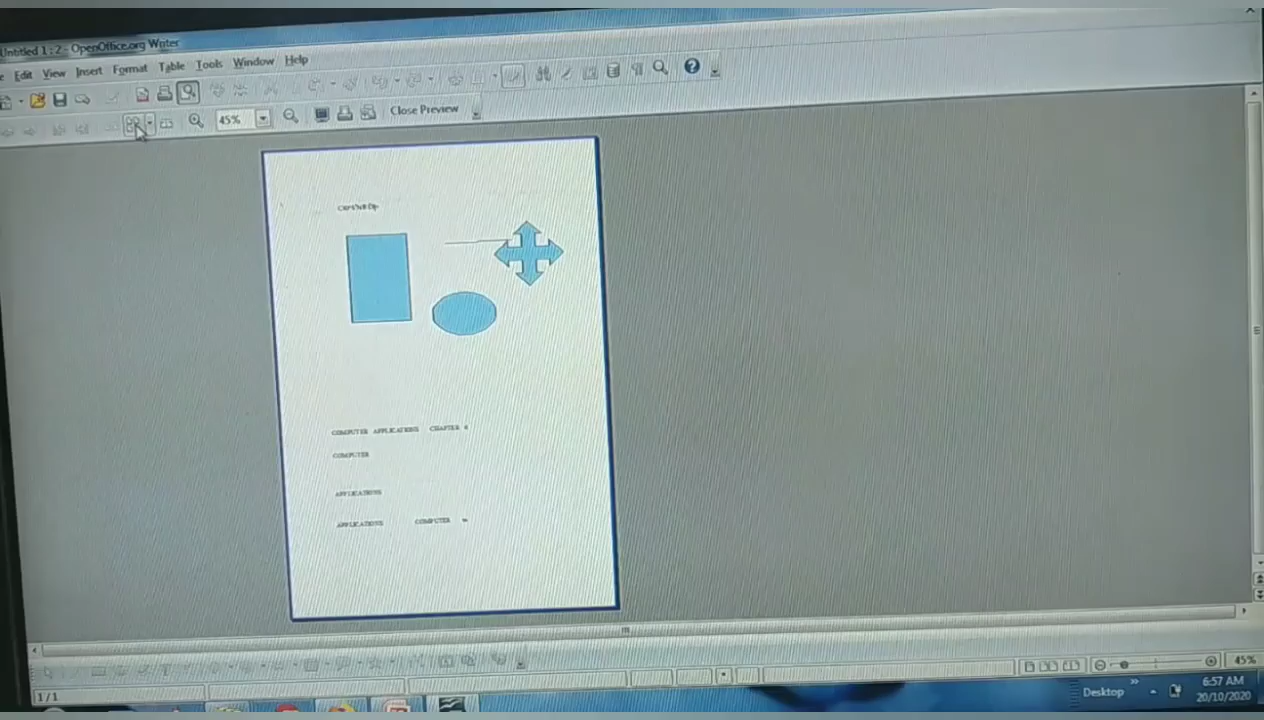 Untitled 1 : 2 - OpenOffice.org Writer
Edit View Insert Format Table Tools Window Help
45% Close Preview
COMPUTER APPLICATIONS CHAPTER
COMPUTER
APPLICATIONS
APPLICATIONS COMPUTER
45%
1/1
Desktop
6:57 AM
20/10/2020